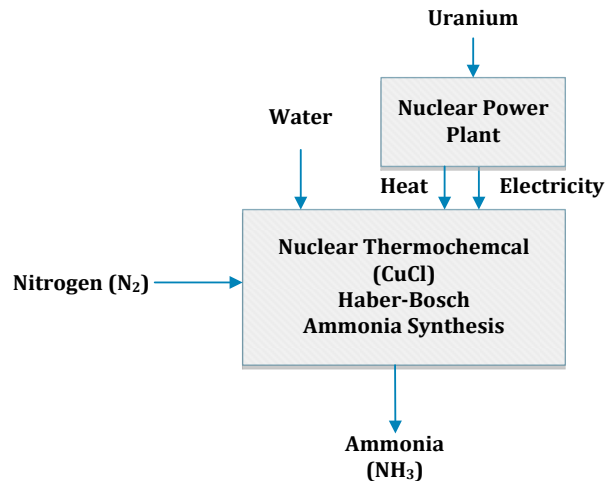 Uranium
Nuclear Power
Plant
Water
Heat
Electricity
Nuclear Thermochemcal
(CuCl)
Haber-Bosch
Ammonia Synthesis
Nitrogen (N₂)
Ammonia
(NH₃)